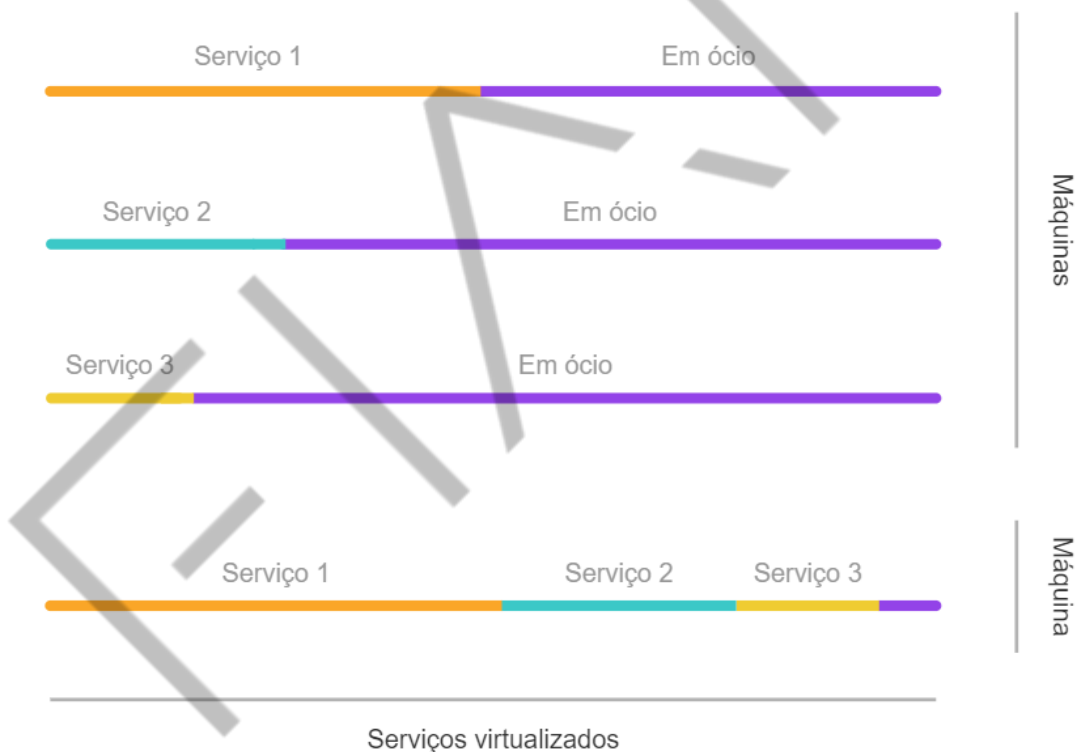 Serviço 1
Em ócio
Serviço 2
Em ócio
Serviço 3
Em ócio
Máquinas
Serviço 1
Serviço 2
Serviço 3
Máquina
Serviços virtualizados